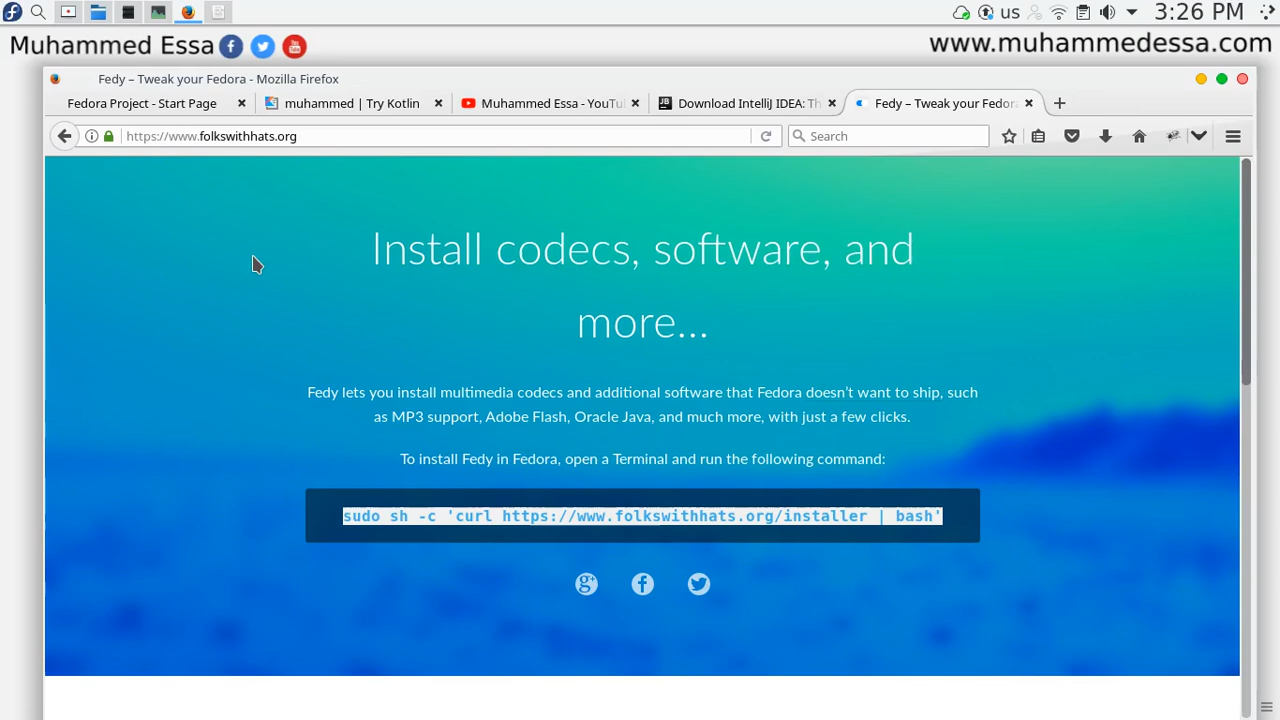 us 3:26 PM
Muhammed Essa www.muhammedessa.com
Fedy – Tweak your Fedora - Mozilla Firefox
Fedora Project - Start Page muhammed | Try Kotlin Muhammed Essa - YouTu Download IntelliJ IDEA: Th Fedy – Tweak your Fedora
https://www.folkswithhats.org Search
Install codecs, software, and
more...
Fedy lets you install multimedia codecs and additional software that Fedora doesn't want to ship, such
as MP3 support, Adobe Flash, Oracle Java, and much more, with just a few clicks.
To install Fedy in Fedora, open a Terminal and run the following command:
sudo sh -c 'curl https://www.folkswithhats.org/installer | bash'